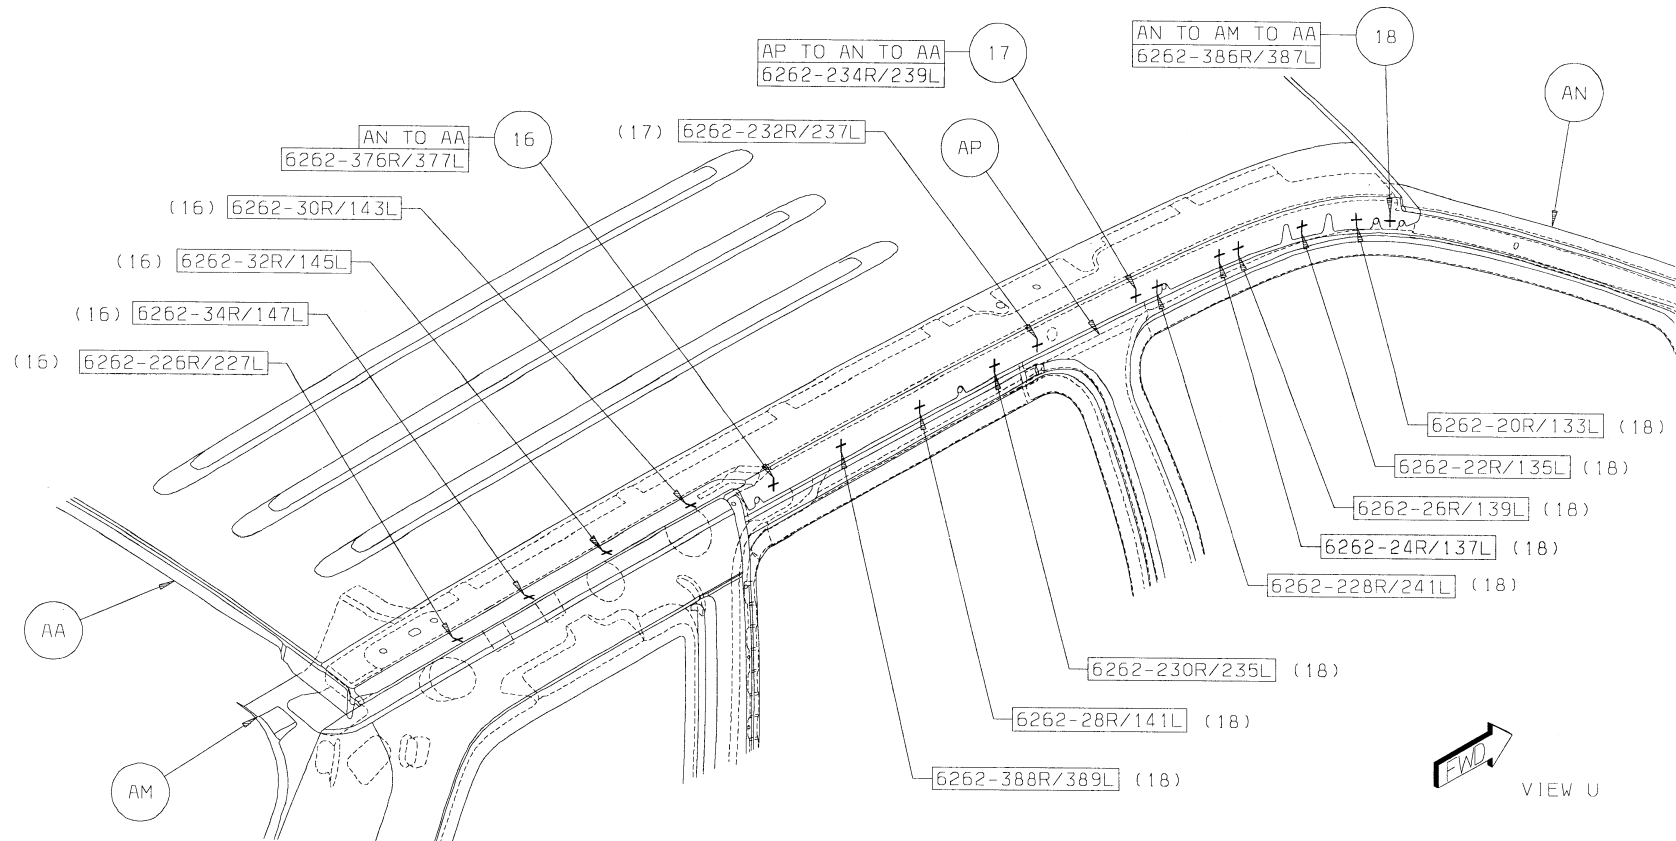 AN TO AM TO AA
6262-386R/387L
18
AP TO AN TO AA
6262-234R/239L
17
AN
AN TO AA
6262-376R/377L
16
(17) 6262-232R/237L
AP
(16) 6262-30R/143L
(16) 6262-32R/145L
(16) 6262-34R/147L
(16) 6262-226R/227L
6262-20R/133L (18)
6262-22R/135L (18)
6262-26R/139L (18)
6262-24R/137L (18)
6262-228R/241L (18)
AA
6262-230R/235L (18)
6262-28R/141L (18)
6262-388R/389L (18)
AM
FWD
VIEW U